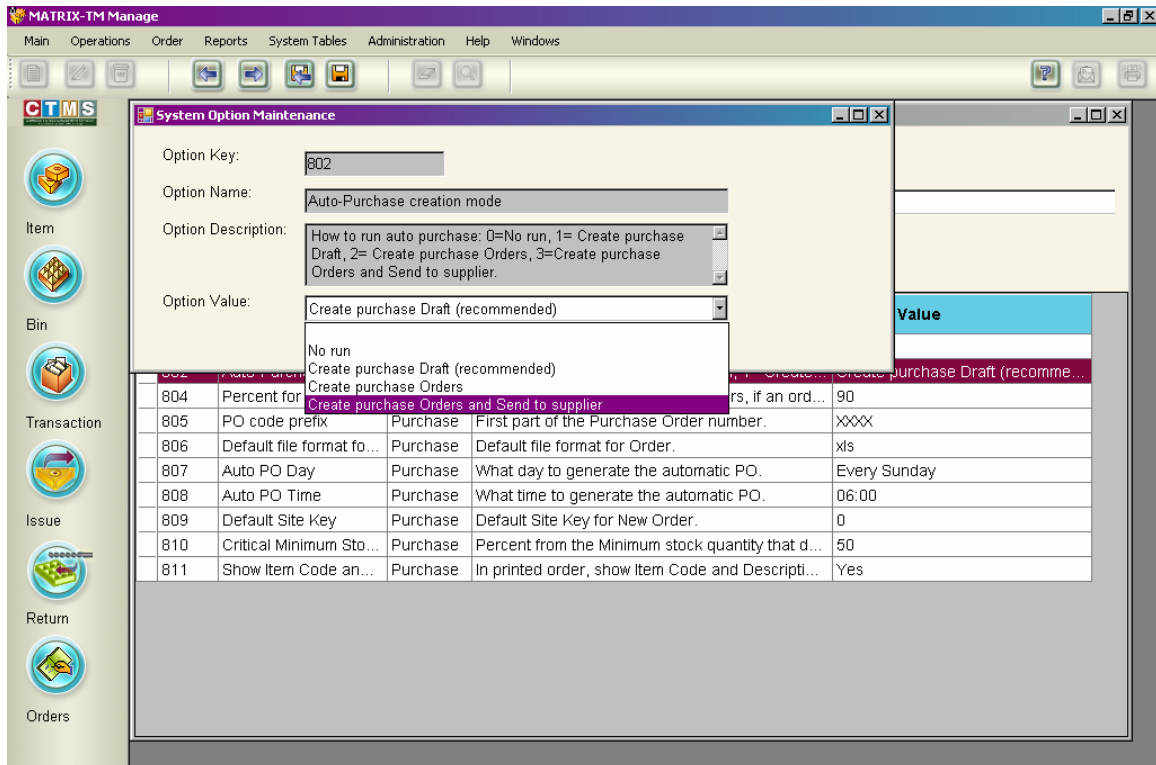 MATRIX-TM Manage
Main Operations Order Reports System Tables Administration Help Windows
CTMS
System Option Maintenance
Option Key: 802
Option Name: Auto-Purchase creation mode
Option Description: How to run auto purchase: 0=No run, 1= Create purchase
Draft, 2= Create purchase Orders, 3=Create purchase
Orders and Send to supplier.
Option Value: Create purchase Draft (recommended)
No run
Create purchase Draft (recommended)
Create purchase Orders
Create purchase Orders and Send to supplier
Item
Bin
Transaction
Issue
Return
Orders
Value
Create purchase Draft (recomme...
804 Percent for rs, if an ord... 90
805 PO code prefix Purchase First part of the Purchase Order number. XXXX
806 Default file format fo... Purchase Default file format for Order. xls
807 Auto PO Day Purchase What day to generate the automatic PO. Every Sunday
808 Auto PO Time Purchase What time to generate the automatic PO. 06:00
809 Default Site Key Purchase Default Site Key for New Order. 0
810 Critical Minimum Sto... Purchase Percent from the Minimum stock quantity that d... 50
811 Show Item Code an... Purchase In printed order, show Item Code and Descripti... Yes